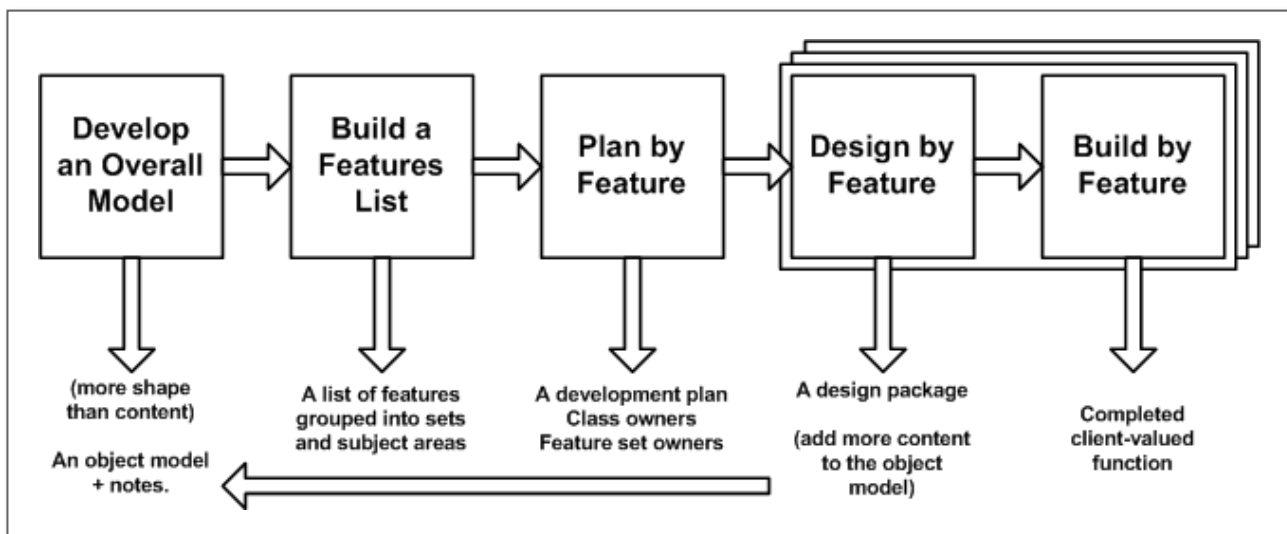 Develop
an Overall
Model
Build a
Features
List
Plan by
Feature
Design by
Feature
Build by
Feature
(more shape
than content)
An object model
+ notes.
A list of features
grouped into sets
and subject areas
A development plan
Class owners
Feature set owners
A design package
(add more content
to the object
model)
Completed
client-valued
function